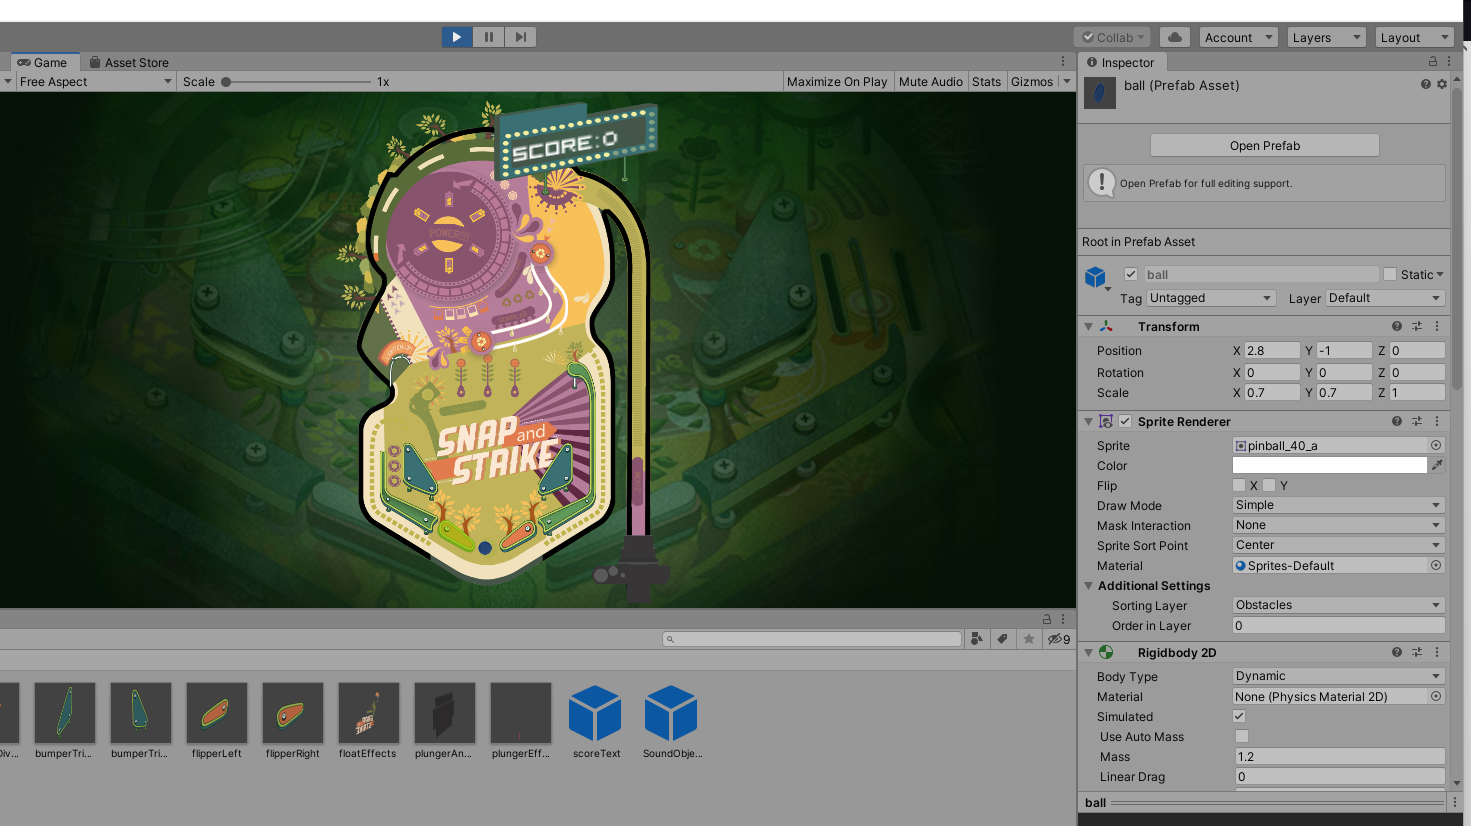 Collab
Account
Layers
Layout
Game
Asset Store
Free Aspect
Scale
1x
Maximize On Play
Mute Audio
Stats
Gizmos
SCORE:0
POWER!!!
SNAP and
STRIKE
9
Div...
bumperTri...
bumperTri...
flipperLeft
flipperRight
floatEffects
plungerAn...
plungerEff...
scoreText
SoundObje...
Inspector
ball (Prefab Asset)
Open Prefab
Open Prefab for full editing support.
Root in Prefab Asset
ball
Static
Tag Untagged
Layer Default
Transform
Position X 2.8 Y -1 Z 0
Rotation X 0 Y 0 Z 0
Scale X 0.7 Y 0.7 Z 1
Sprite Renderer
Sprite pinball_40_a
Color
Flip X Y
Draw Mode Simple
Mask Interaction None
Sprite Sort Point Center
Material Sprites-Default
Additional Settings
Sorting Layer Obstacles
Order in Layer 0
Rigidbody 2D
Body Type Dynamic
Material None (Physics Material 2D)
Simulated
Use Auto Mass
Mass 1.2
Linear Drag 0
ball